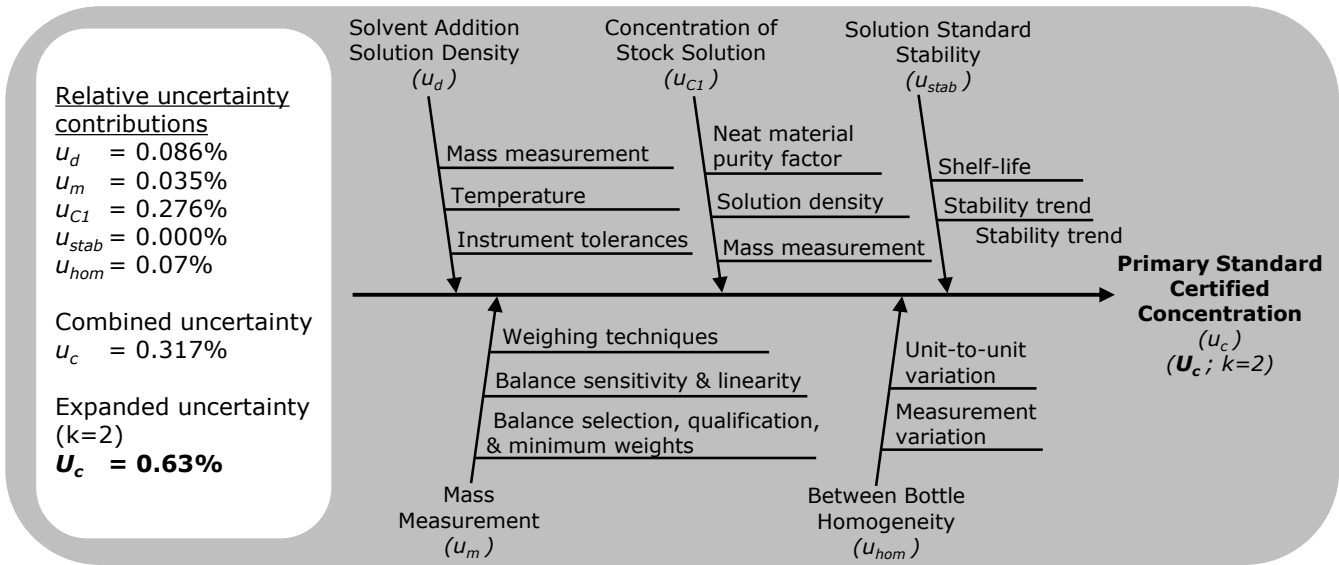 Relative uncertainty
contributions
u_d = 0.086%
u_m = 0.035%
u_C1 = 0.276%
u_stab = 0.000%
u_hom = 0.07%
Combined uncertainty
u_c = 0.317%
Expanded uncertainty
(k=2)
U_c = 0.63%
Solvent Addition
Solution Density
(u_d)
Mass measurement
Temperature
Instrument tolerances
Concentration of
Stock Solution
(u_C1)
Neat material
purity factor
Solution density
Mass measurement
Solution Standard
Stability
(u_stab)
Shelf-life
Stability trend
Stability trend
Weighing techniques
Balance sensitivity & linearity
Balance selection, qualification,
& minimum weights
Mass
Measurement
(u_m)
Unit-to-unit
variation
Measurement
variation
Between Bottle
Homogeneity
(u_hom)
Primary Standard
Certified
Concentration
(u_c)
(U_c; k=2)